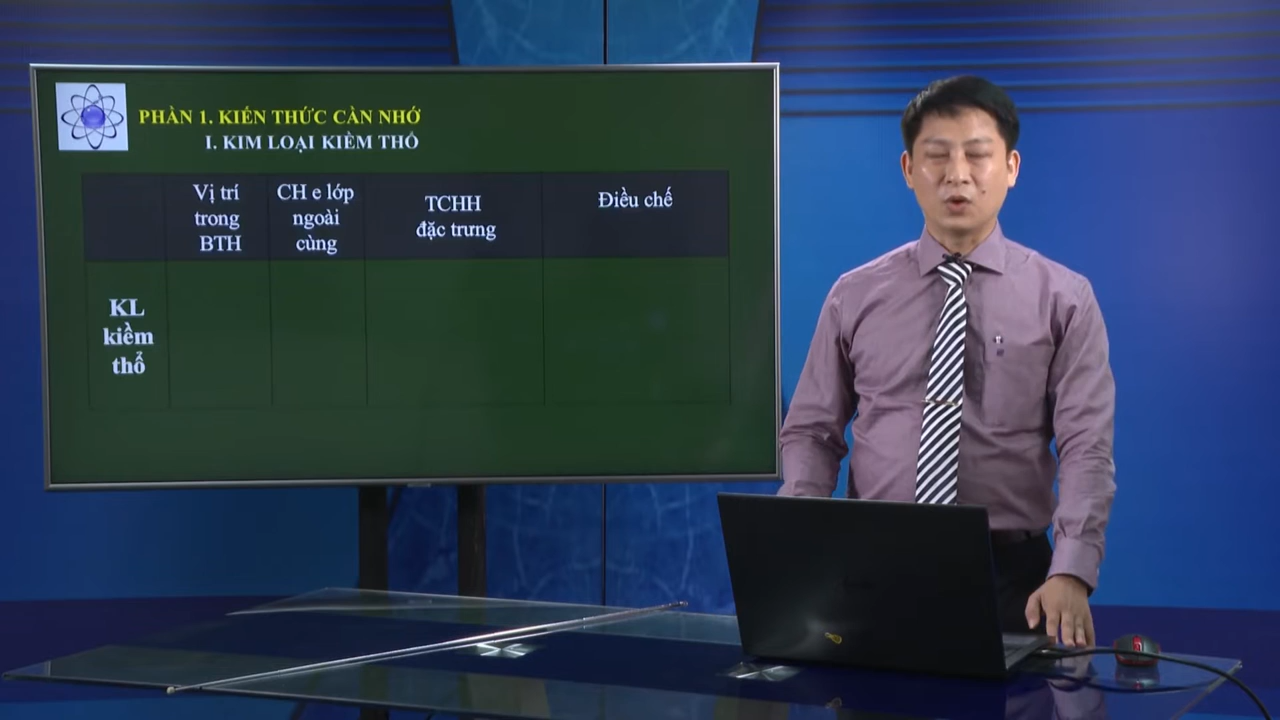 PHẦN 1. KIẾN THỨC CẦN NHỚ
I. KIM LOẠI KIỀM THỔ
Vị trí
trong
BTH
CH e lớp
ngoài
cùng
TCHH
đặc trưng
Điều chế
KL
kiềm
thổ